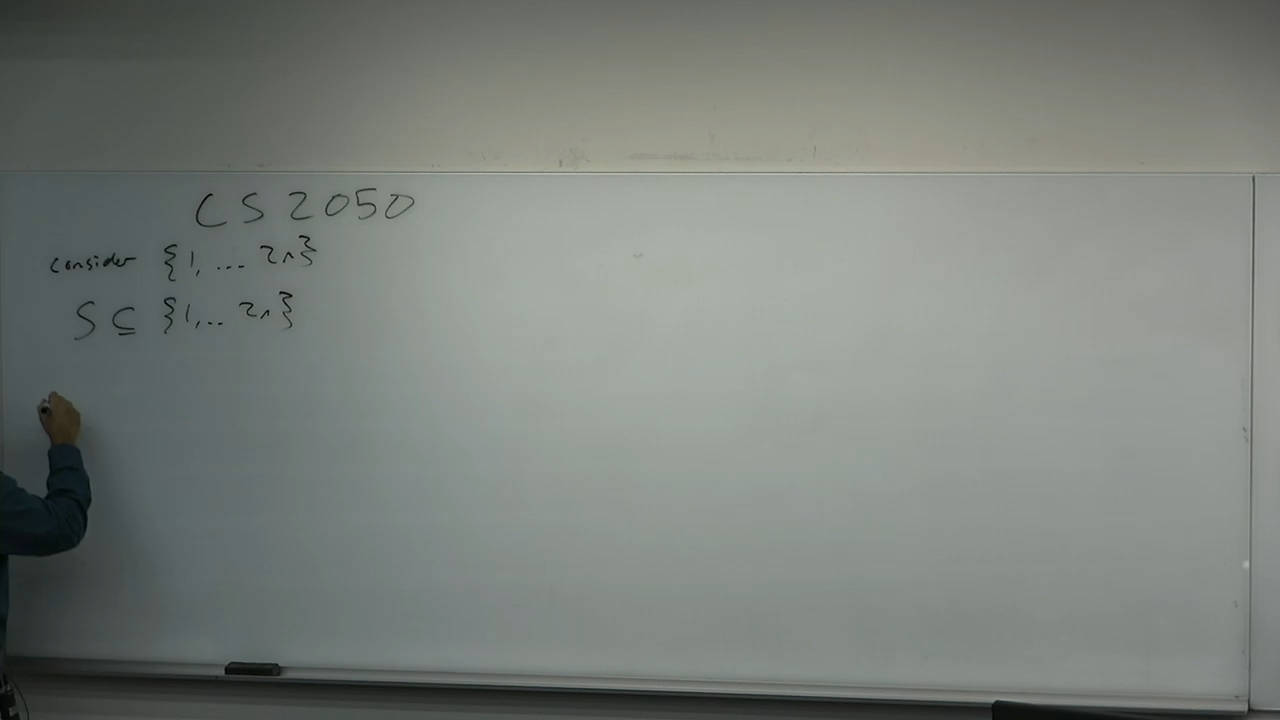 CS 2050
consider {1, ... 2n}
S ⊆ {1, .. 2n}